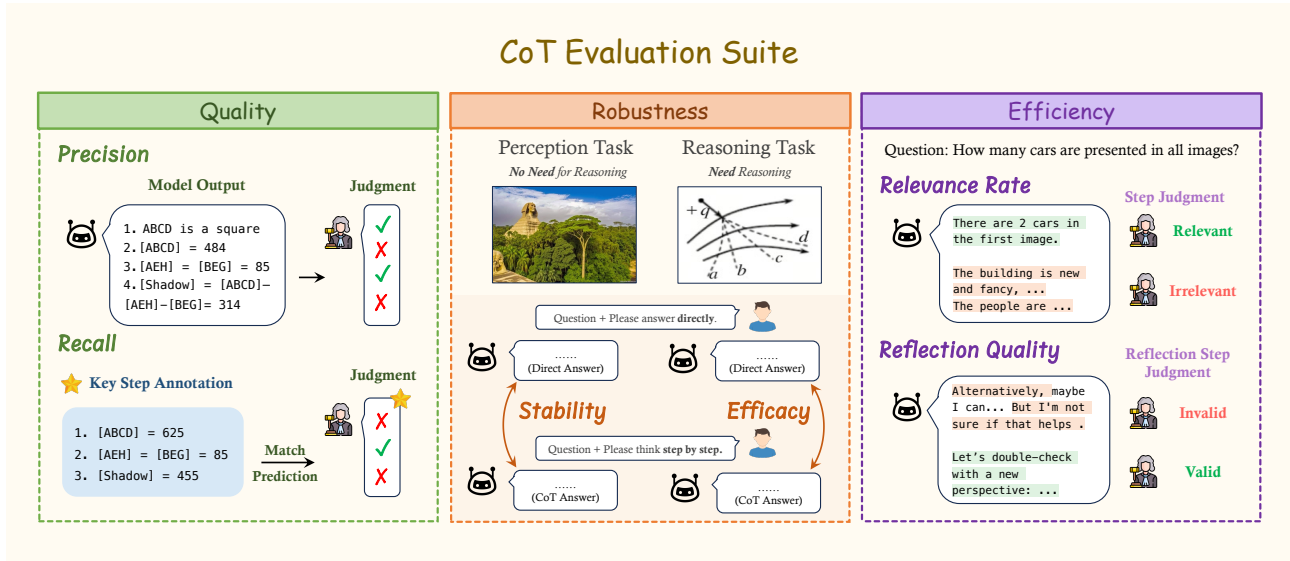 CoT Evaluation Suite
Quality
Precision
Model Output
Judgment
1. ABCD is a square
2.[ABCD] = 484
3.[AEH] = [BEG] = 85
4.[Shadow] = [ABCD]–
[AEH]–[BEG]= 314
Recall
Key Step Annotation
Judgment
1. [ABCD] = 625
2. [AEH] = [BEG] = 85
3. [Shadow] = 455
Match
Prediction
Robustness
Perception Task
No Need for Reasoning
Reasoning Task
Need Reasoning
+q
a
b
c
d
Question + Please answer directly.
......
(Direct Answer)
......
(Direct Answer)
Stability
Efficacy
Question + Please think step by step.
......
(CoT Answer)
......
(CoT Answer)
Efficiency
Question: How many cars are presented in all images?
Relevance Rate
Step Judgment
There are 2 cars in
the first image.
Relevant
The building is new
and fancy, ...
The people are ...
Irrelevant
Reflection Quality
Reflection Step
Judgment
Alternatively, maybe
I can... But I'm not
sure if that helps .
Invalid
Let's double-check
with a new
perspective: ...
Valid